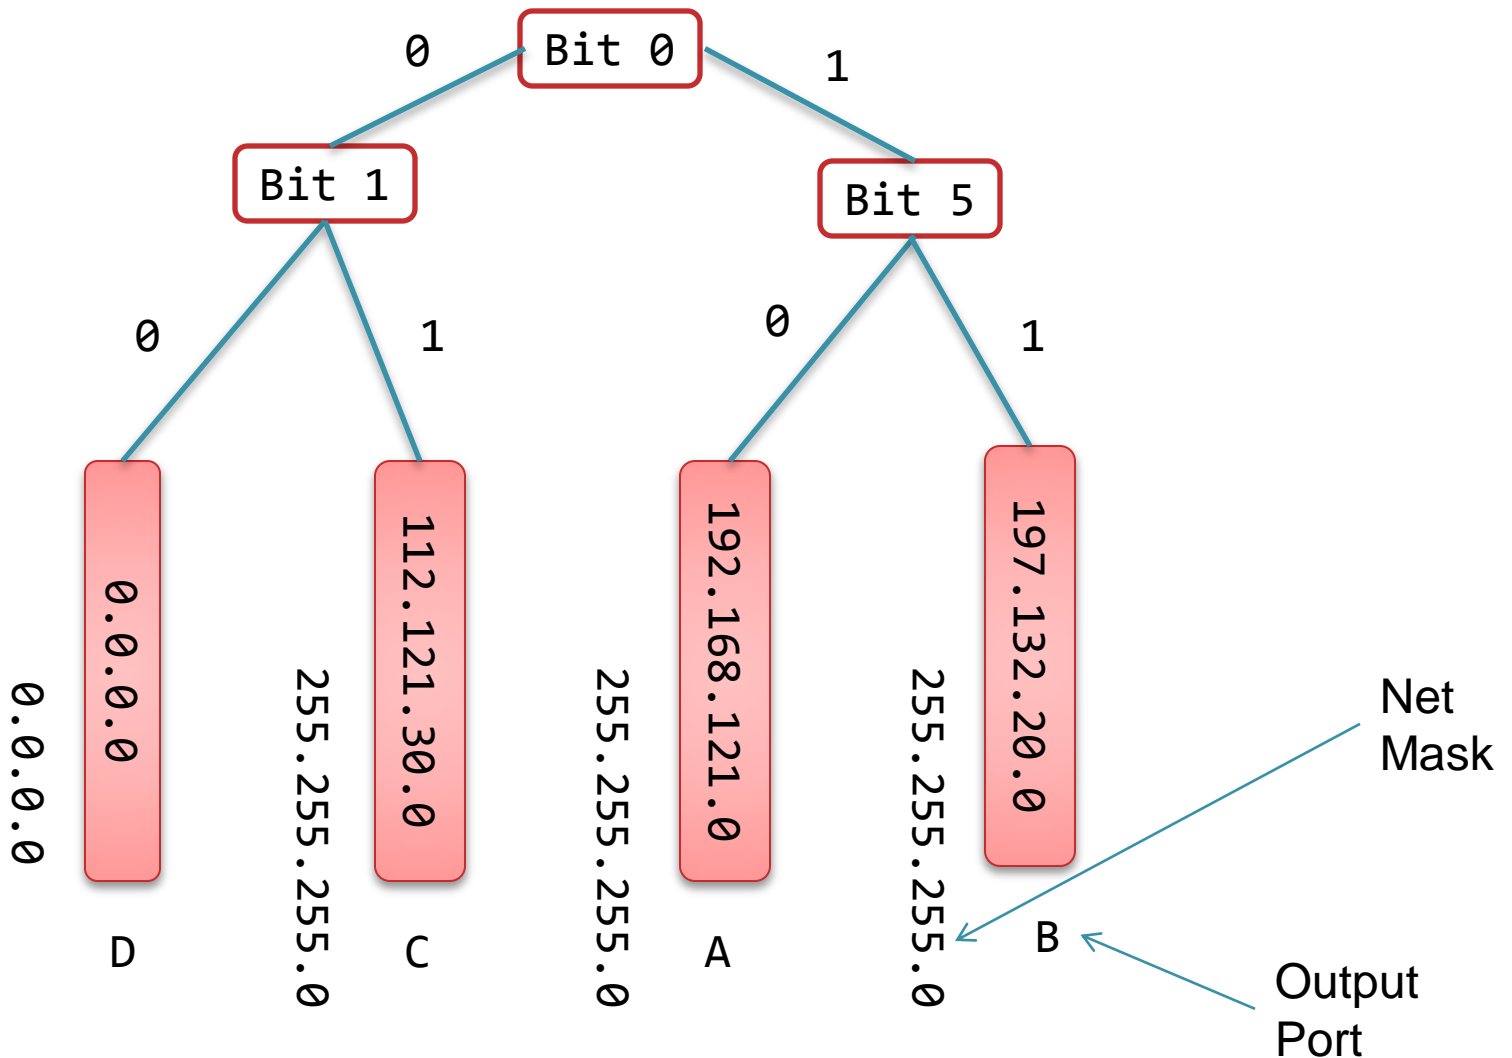 Bit 0
0
1
Bit 1
Bit 5
0
1
0
1
0.0.0.0
0.0.0.0
255.255.255.0
112.121.30.0
255.255.255.0
192.168.121.0
255.255.255.0
197.132.20.0
Net
Mask
D
C
A
B
Output
Port